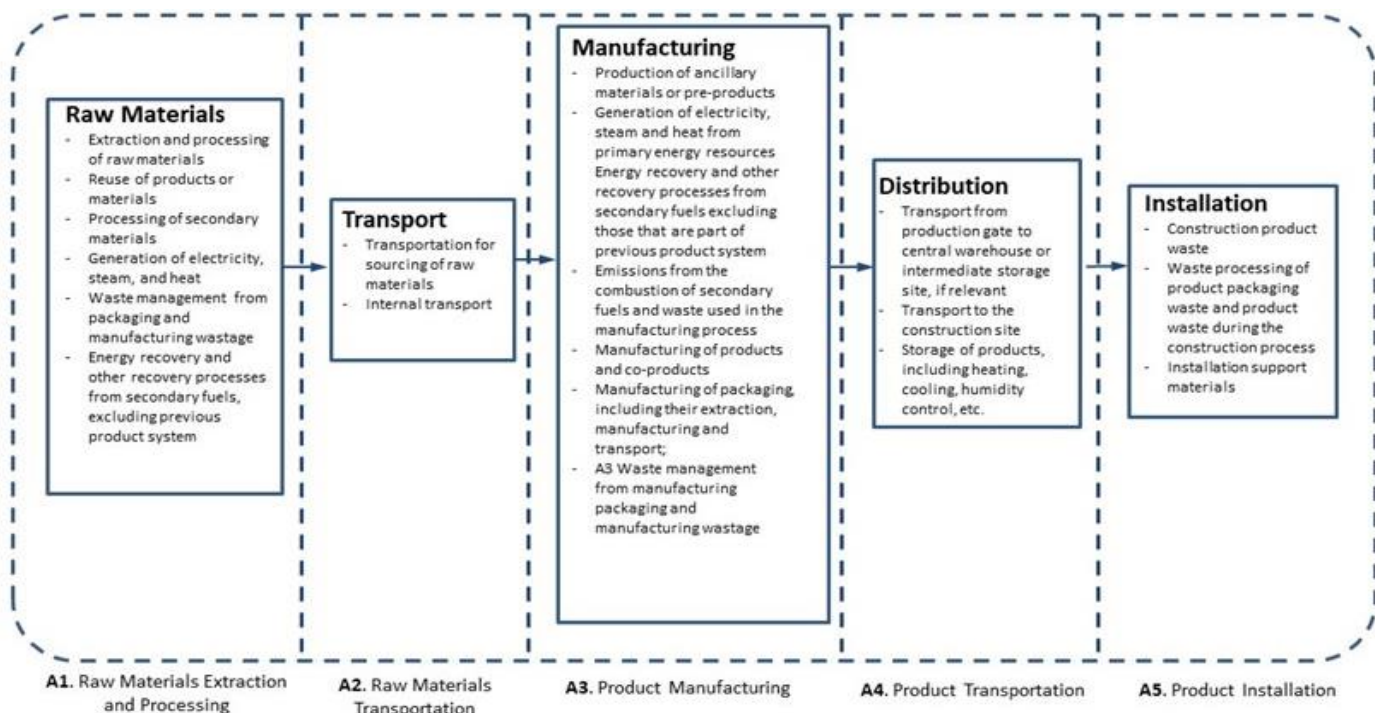 Raw Materials
- Extraction and processing
of raw materials
- Reuse of products or
materials
- Processing of secondary
materials
- Generation of electricity,
steam, and heat
- Waste management from
packaging and
manufacturing wastage
- Energy recovery and
other recovery processes
from secondary fuels,
excluding previous
product system
Transport
- Transportation for
sourcing of raw
materials
- Internal transport
Manufacturing
- Production of ancillary
materials or pre-products
- Generation of electricity,
steam and heat from
primary energy resources
Energy recovery and other
recovery processes from
secondary fuels excluding
those that are part of
previous product system
- Emissions from the
combustion of secondary
fuels and waste used in the
manufacturing process
- Manufacturing of products
and co-products
- Manufacturing of packaging,
including their extraction,
manufacturing and
transport;
- A3 Waste management
from manufacturing
packaging and
manufacturing wastage
Distribution
- Transport from
production gate to
central warehouse or
intermediate storage
site, if relevant
- Transport to the
construction site
- Storage of products,
including heating,
cooling, humidity
control, etc.
Installation
- Construction product
waste
- Waste processing of
product packaging
waste and product
waste during the
construction process
- Installation support
materials
A1. Raw Materials Extraction
and Processing
A2. Raw Materials
Transportation
A3. Product Manufacturing
A4. Product Transportation
A5. Product Installation